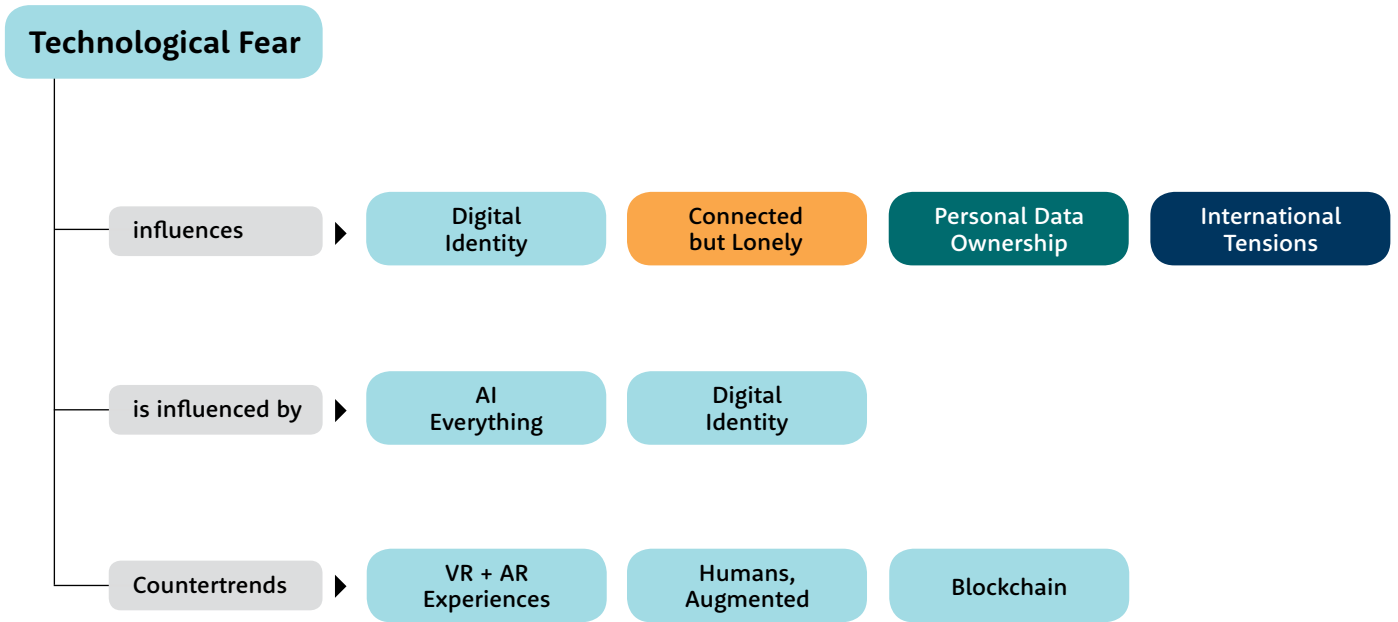 Technological Fear
influences
Digital
Identity
Connected
but Lonely
Personal Data
Ownership
International
Tensions
is influenced by
AI
Everything
Digital
Identity
Countertrends
VR + AR
Experiences
Humans,
Augmented
Blockchain